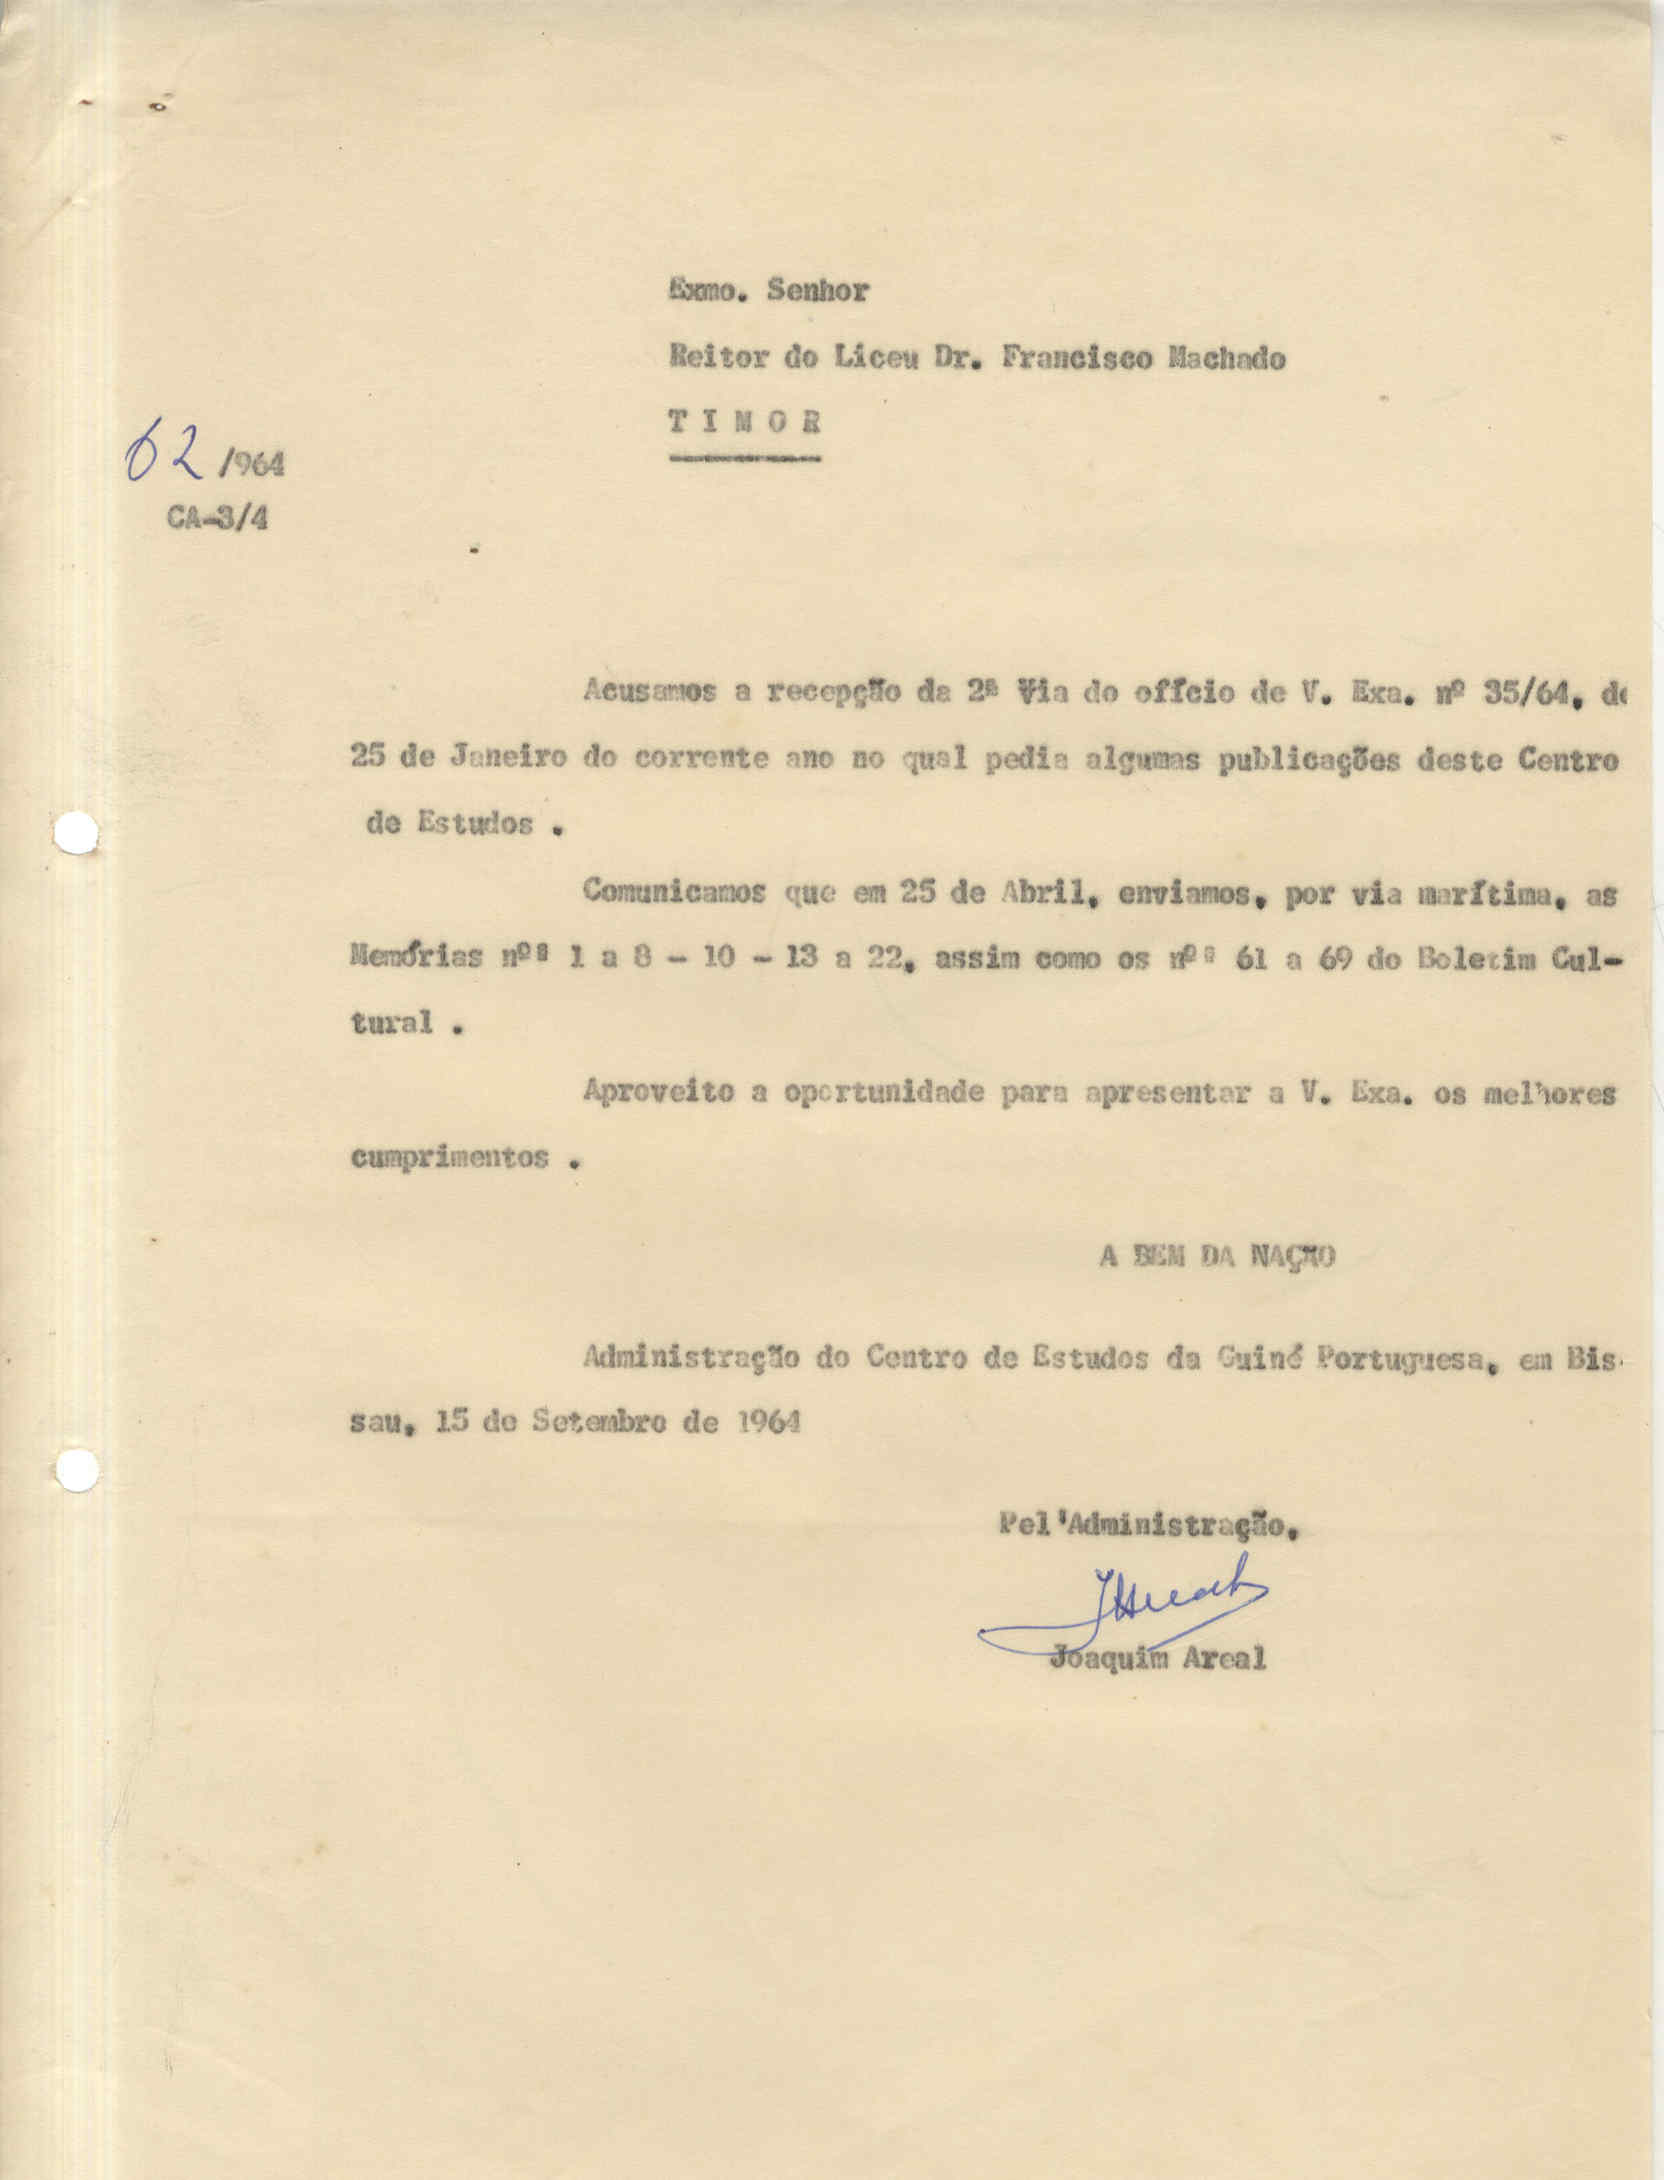 Exmo. Senhor
Reitor do Liceu Dr. Francisco Machado
T I M O R
62 /964
CA-3/4
Acusamos a recepção da 2ª Via do ofício de V. Exa. nº 35/64, de
25 de Janeiro do corrente ano no qual pedia algumas publicações deste Centro
de Estudos .
Comunicamos que em 25 de Abril, enviamos, por via marítima, as
Memórias nºs 1 a 8 - 10 - 13 a 22, assim como os nºs 61 a 69 do Boletim Cul-
tural .
Aproveito a oportunidade para apresentar a V. Exa. os melhores
cumprimentos .
A BEM DA NAÇÃO
Administração do Centro de Estudos da Guiné Portuguesa, em Bis-
sau, 15 de Setembro de 1964
Pel'Administração,
Joaquim Areal